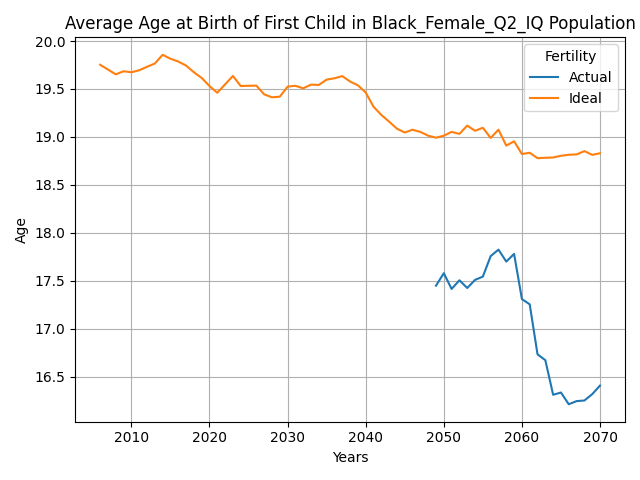 Average Age at Birth of First Child in Black_Female_Q2_IQ Population
Fertility
Actual
Ideal
Age
20.0
19.5
19.0
18.5
18.0
17.5
17.0
16.5
2010 2020 2030 2040 2050 2060 2070
Years